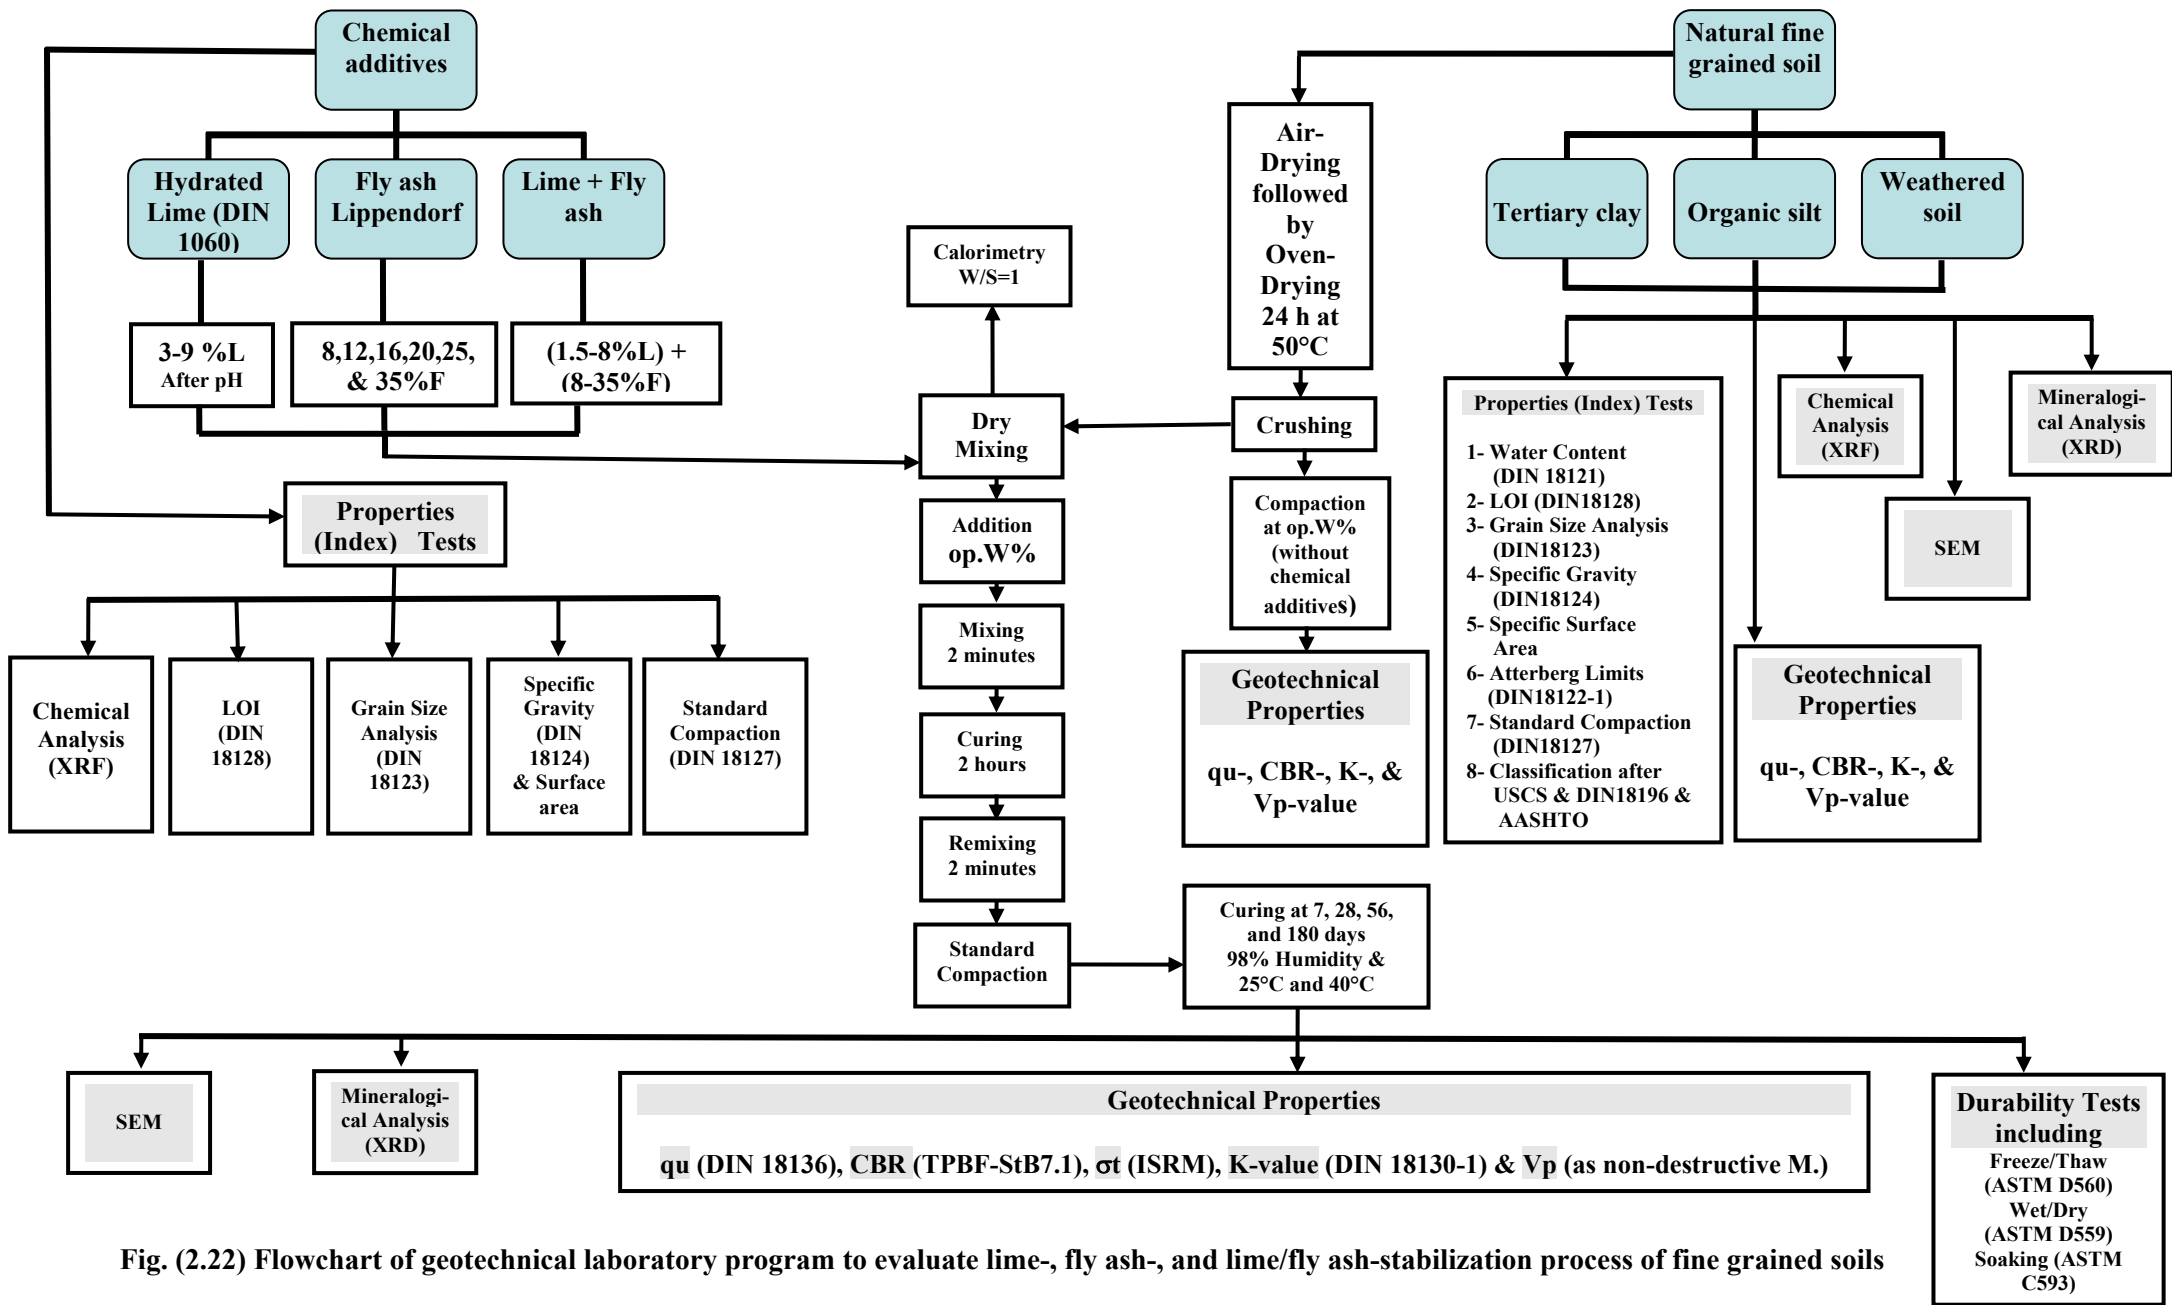 Chemical
additives
Natural fine
grained soil
Hydrated
Lime (DIN
1060)
Fly ash
Lippendorf
Lime + Fly
ash
Air-
Drying
followed
by
Oven-
Drying
24 h at
50°C
Tertiary clay
Organic silt
Weathered
soil
Calorimetry
W/S=1
3-9 %L
After pH
8,12,16,20,25,
& 35%F
(1.5-8%L) +
(8-35%F)
Dry
Mixing
Crushing
Properties (Index) Tests
1- Water Content
(DIN 18121)
2- LOI (DIN18128)
3- Grain Size Analysis
(DIN18123)
4- Specific Gravity
(DIN18124)
5- Specific Surface
Area
6- Atterberg Limits
(DIN18122-1)
7- Standard Compaction
(DIN18127)
8- Classification after
USCS & DIN18196 &
AASHTO
Chemical
Analysis
(XRF)
Mineralogi-
cal Analysis
(XRD)
SEM
Properties
(Index) Tests
Addition
op.W%
Compaction
at op.W%
(without
chemical
additives)
Mixing
2 minutes
Geotechnical
Properties
qu-, CBR-, K-, &
Vp-value
Geotechnical
Properties
qu-, CBR-, K-, &
Vp-value
Chemical
Analysis
(XRF)
LOI
(DIN
18128)
Grain Size
Analysis
(DIN
18123)
Specific
Gravity
(DIN
18124)
& Surface
area
Standard
Compaction
(DIN 18127)
Curing
2 hours
Remixing
2 minutes
Standard
Compaction
Curing at 7, 28, 56,
and 180 days
98% Humidity &
25°C and 40°C
SEM
Mineralogi-
cal Analysis
(XRD)
Geotechnical Properties
qu (DIN 18136), CBR (TPBF-StB7.1), σt (ISRM), K-value (DIN 18130-1) & Vp (as non-destructive M.)
Durability Tests
including
Freeze/Thaw
(ASTM D560)
Wet/Dry
(ASTM D559)
Soaking (ASTM
C593)
Fig. (2.22) Flowchart of geotechnical laboratory program to evaluate lime-, fly ash-, and lime/fly ash-stabilization process of fine grained soils